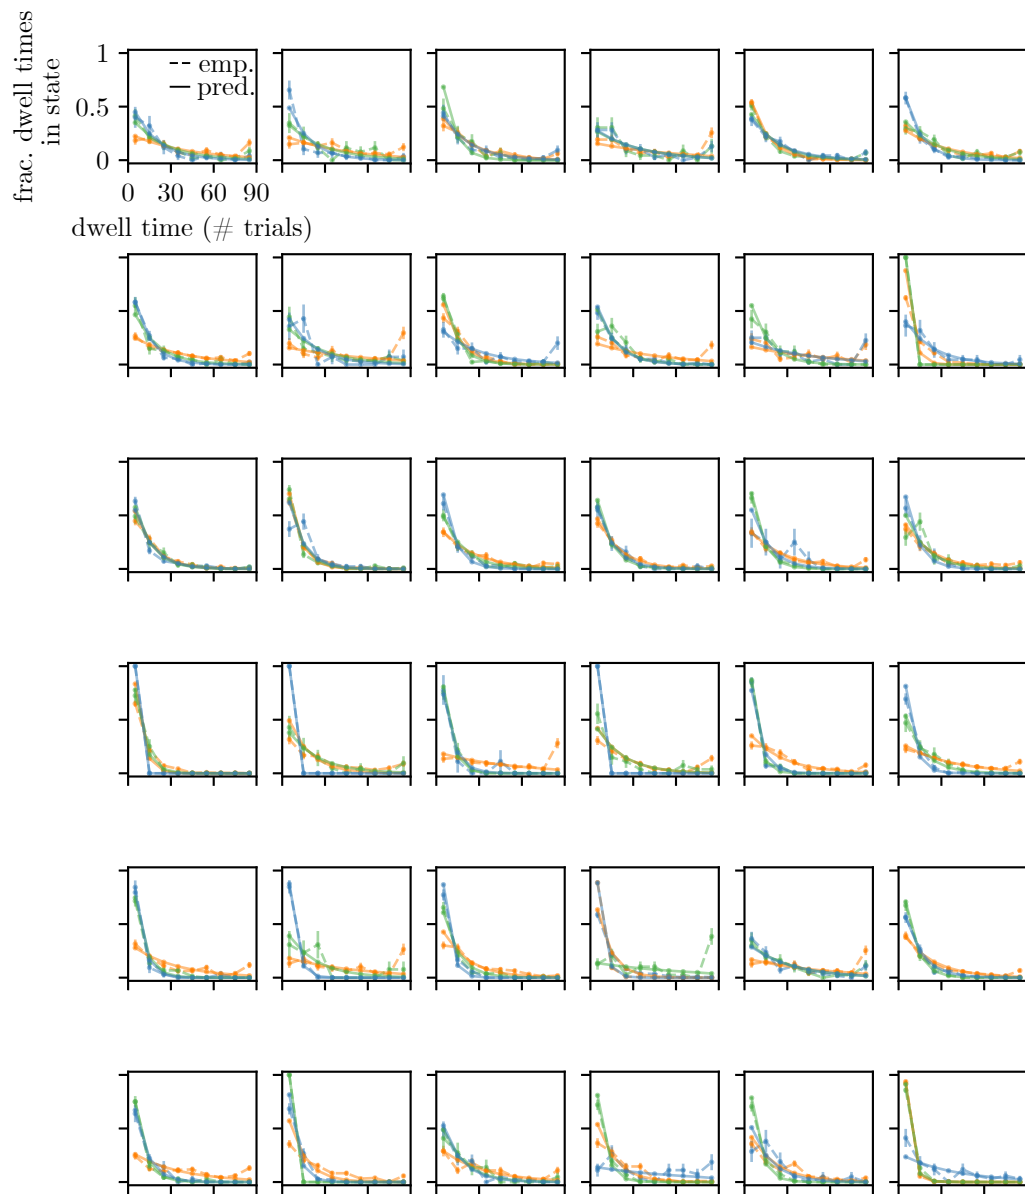 frac. dwell times
in state
1
0.5
0
-- emp.
— pred.
0 30 60 90
dwell time (# trials)